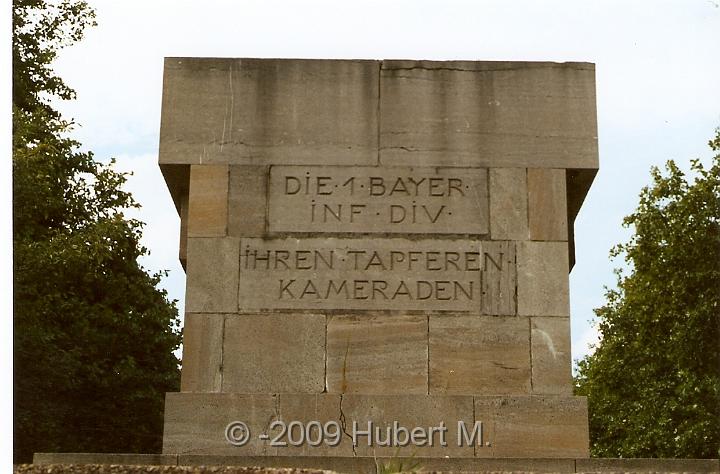 DIE · 1 · BAYER ·
INF · DIV ·
IHREN · TAPFEREN ·
KAMERADEN ·
© -2009 • Hubert M.